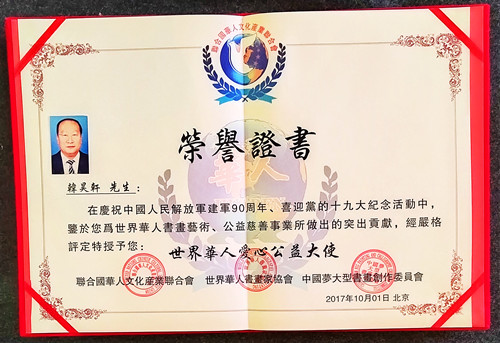 聯合國華人文化産業聯合會
榮譽證書
韓昊軒 先生：
在慶祝中國人民解放軍建軍90周年、喜迎黨的十九大紀念活動中，
鑒於您爲世界華人書畫藝術、公益慈善事業所做出的突出貢獻，經嚴格
評定特授予您：世界華人愛心公益大使
聯合國華人文化産業聯合會 世界華人書畫家協會 中國夢大型書畫創作委員會
2017年10月01日 北京